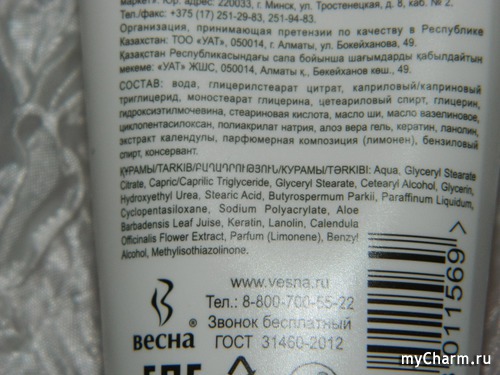 марке". Юр. адрес: 220033, г. Минск, ул. Тростенецкая, д. 8, каб. № 2.
Тел./факс: +375 (17) 251-29-83, 251-94-83.
Организация, принимающая претензии по качеству в Республике
Казахстан: ТОО «УАТ», 050014, г. Алматы, ул. Бокейханова, 49.
Қазақстан Республикасындағы сапа бойынша шағымдарды қабылдайтын
мекеме: «УАТ» ЖШС, 050014, Алматы қ., Бекейханов көш., 49.
СОСТАВ: вода, глицерилстеарат цитрат, каприловый/каприновый
триглицерид, моностеарат глицерина, цетеариловый спирт, глицерин,
гидроксиэтилмочевина, стеариновая кислота, масло ши, масло вазелиновое,
циклопентасилоксан, полиакрилат натрия, алоэ вера гель, кератин, ланолин,
экстракт календулы, парфюмерная композиция (лимонен), бензиловый
спирт, консервант.
ҚҰРАМЫ/TARKIB/ԲԱՂԱԴՐՈՒԹՅՈՒՆ/КУРАМЫ/TƏRKIBI: Aqua, Glyceryl Stearate
Citrate, Capric/Caprilic Triglyceride, Glyceryl Stearate, Cetearyl Alcohol, Glycerin,
Hydroxyethyl Urea, Stearic Acid, Butyrospermum Parkii, Paraffinum Liquidum,
Cyclopentasiloxane, Sodium Polyacrylate, Aloe
Barbadensis Leaf Juise, Keratin, Lanolin, Calendula
Officinalis Flower Extract, Parfum (Limonene), Benzyl
Alcohol, Methylisothiazolinone.
www.vesna.ru
Тел.: 8-800-700-55-22
Звонок бесплатный
ГОСТ 31460-2012
ВЕСНА
011569 >
EAC
myCharm.ru